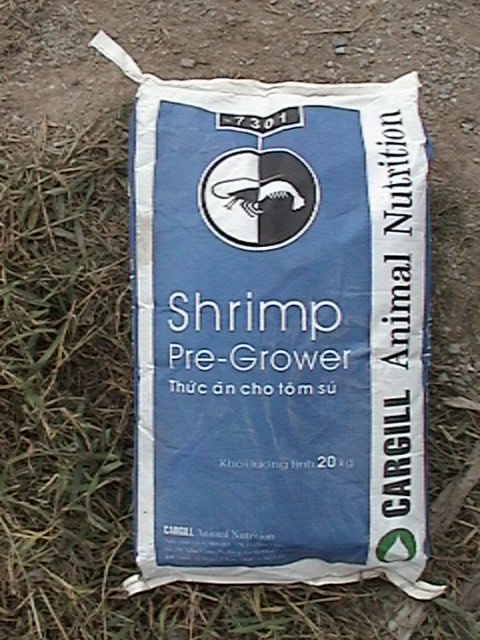 7301
Shrimp
Pre-Grower
Thức ăn cho tôm sú
Khối lượng tịnh 20 kg
CARGILL Animal Nutrition
CARGILL Animal Nutrition